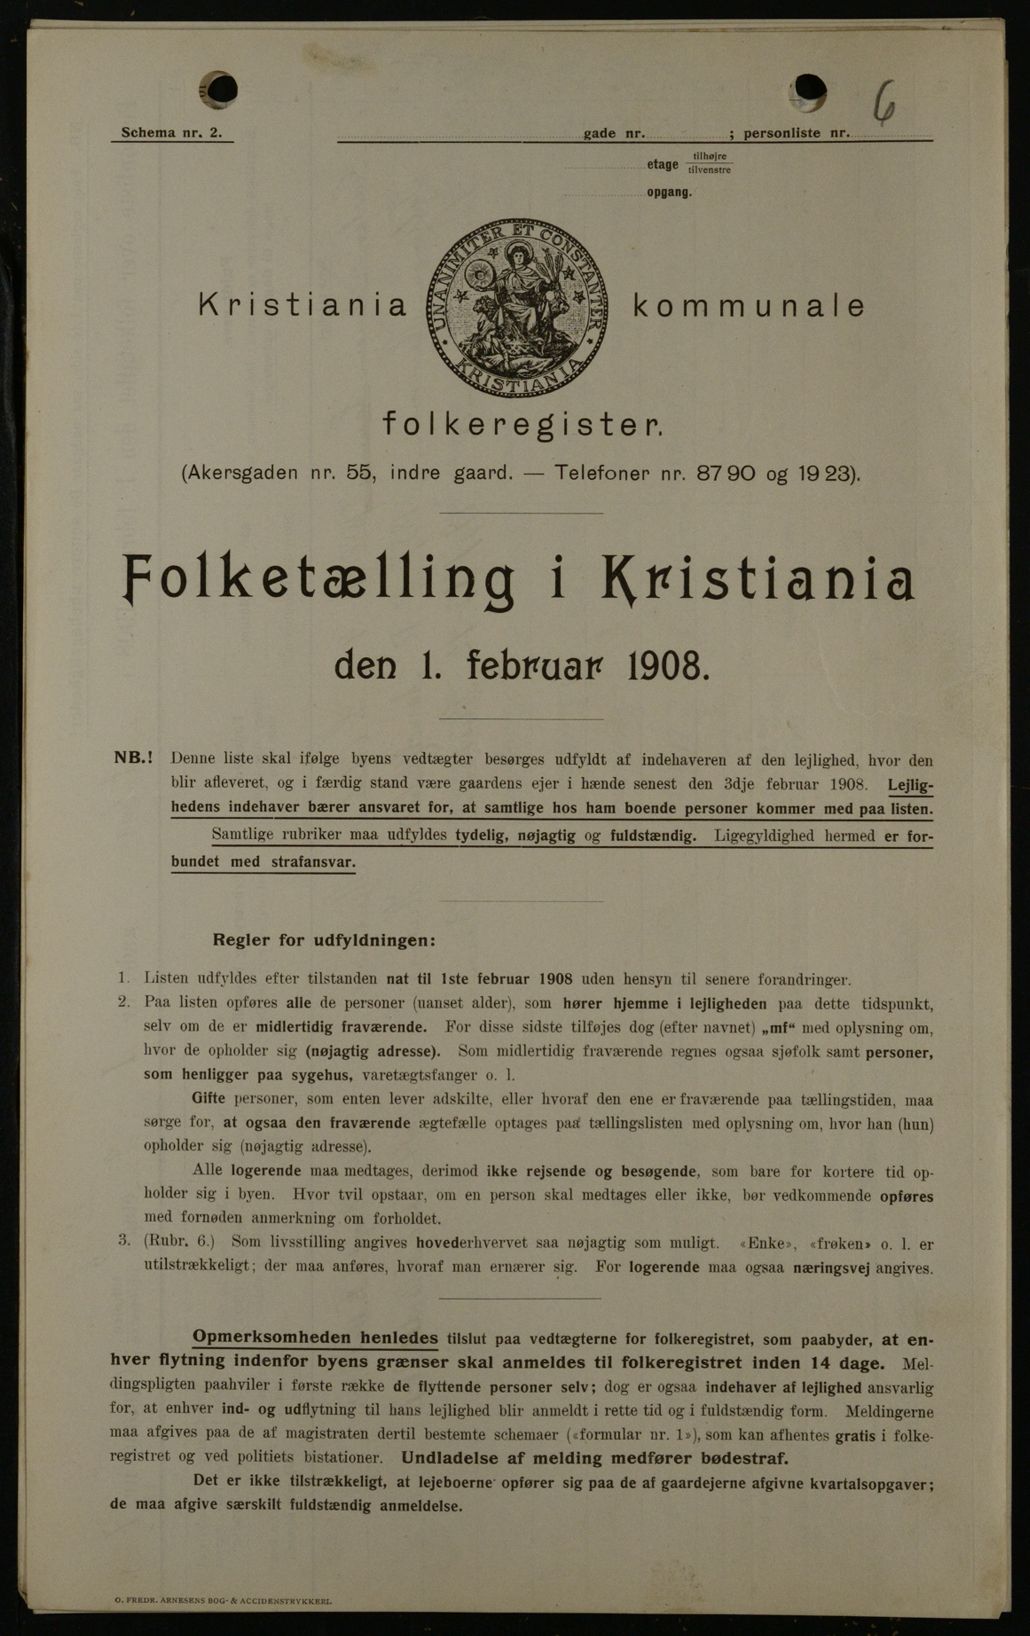 6
Schema nr. 2. gade nr. ; personliste nr.
etage tilhøjre
tilvenstre
opgang.
UNANIMITER ET CONSTANTER
KRISTIANIA
Kristiania kommunale
folkeregister.
(Akersgaden nr. 55, indre gaard. — Telefoner nr. 87 90 og 19 23).
Folketælling i Kristiania
den 1. februar 1908.
NB.! Denne liste skal ifølge byens vedtægter besørges udfyldt af indehaveren af den lejlighed, hvor den
blir afleveret, og i færdig stand være gaardens ejer i hænde senest den 3dje februar 1908. Lejlig-
hedens indehaver bærer ansvaret for, at samtlige hos ham boende personer kommer med paa listen.
Samtlige rubriker maa udfyldes tydelig, nøjagtig og fuldstændig. Ligegyldighed hermed er for-
bundet med strafansvar.
Regler for udfyldningen:
1. Listen udfyldes efter tilstanden nat til 1ste februar 1908 uden hensyn til senere forandringer.
2. Paa listen opføres alle de personer (uanset alder), som hører hjemme i lejligheden paa dette tidspunkt,
selv om de er midlertidig fraværende. For disse sidste tilføjes dog (efter navnet) „mf“ med oplysning om,
hvor de opholder sig (nøjagtig adresse). Som midlertidig fraværende regnes ogsaa sjøfolk samt personer,
som henligger paa sygehus, varetægtsfanger o. l.
Gifte personer, som enten lever adskilte, eller hvoraf den ene er fraværende paa tællingstiden, maa
sørge for, at ogsaa den fraværende ægtefælle optages paa tællingslisten med oplysning om, hvor han (hun)
opholder sig (nøjagtig adresse).
Alle logerende maa medtages, derimod ikke rejsende og besøgende, som bare for kortere tid op-
holder sig i byen. Hvor tvil opstaar, om en person skal medtages eller ikke, bør vedkommende opføres
med fornøden anmerkning om forholdet.
3. (Rubr. 6.) Som livsstilling angives hovederhvervet saa nøjagtig som muligt. «Enke», «frøken» o. l. er
utilstrækkeligt; der maa anføres, hvoraf man ernærer sig. For logerende maa ogsaa næringsvej angives.
Opmerksomheden henledes tilslut paa vedtægterne for folkeregistret, som paabyder, at en-
hver flytning indenfor byens grænser skal anmeldes til folkeregistret inden 14 dage. Mel-
dingspligten paahviler i første række de flyttende personer selv; dog er ogsaa indehaver af lejlighed ansvarlig
for, at enhver ind- og udflytning til hans lejlighed blir anmeldt i rette tid og i fuldstændig form. Meldingerne
maa afgives paa de af magistraten dertil bestemte schemaer («formular nr. 1»), som kan afhentes gratis i folke-
registret og ved politiets bistationer. Undladelse af melding medfører bødestraf.
Det er ikke tilstrækkeligt, at lejeboerne opfører sig paa de af gaardejerne afgivne kvartalsopgaver;
de maa afgive særskilt fuldstændig anmeldelse.
O. FREDR. ARNESENS BOG- & ACCIDENSTRYKKERI.